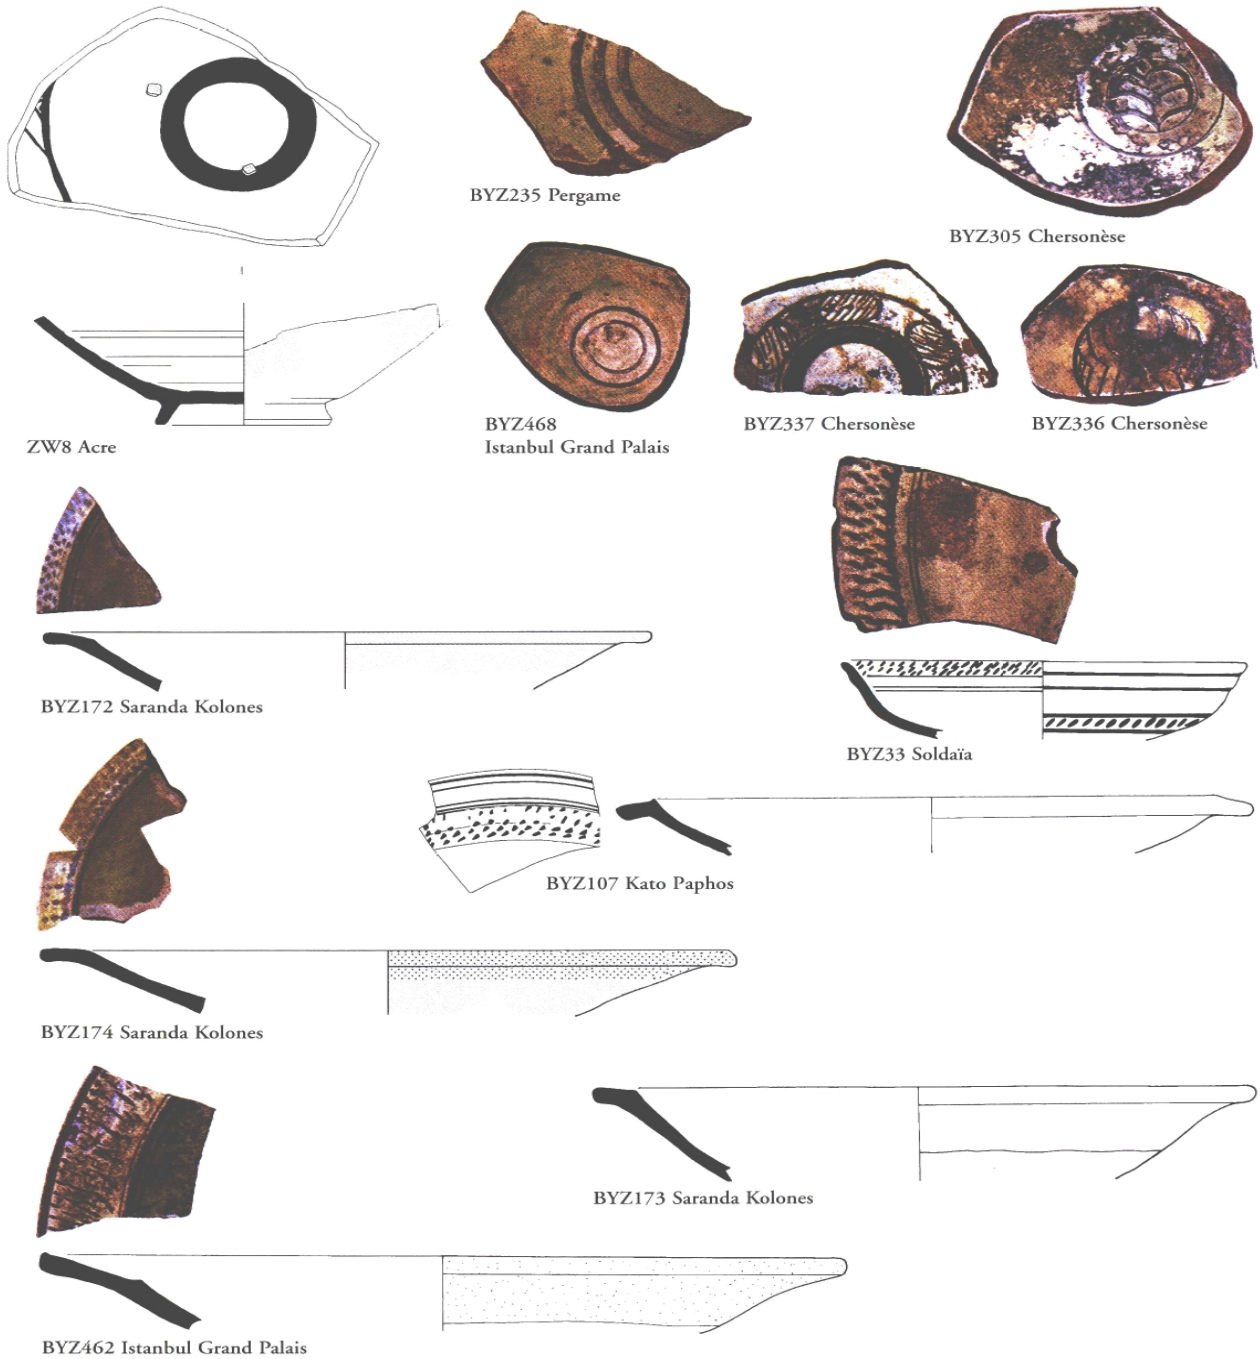 BYZ235 Pergame
BYZ305 Chersonèse
ZW8 Acre
BYZ468
Istanbul Grand Palais
BYZ337 Chersonèse
BYZ336 Chersonèse
BYZ172 Saranda Kolones
BYZ33 Soldaïa
BYZ107 Kato Paphos
BYZ174 Saranda Kolones
BYZ173 Saranda Kolones
BYZ462 Istanbul Grand Palais